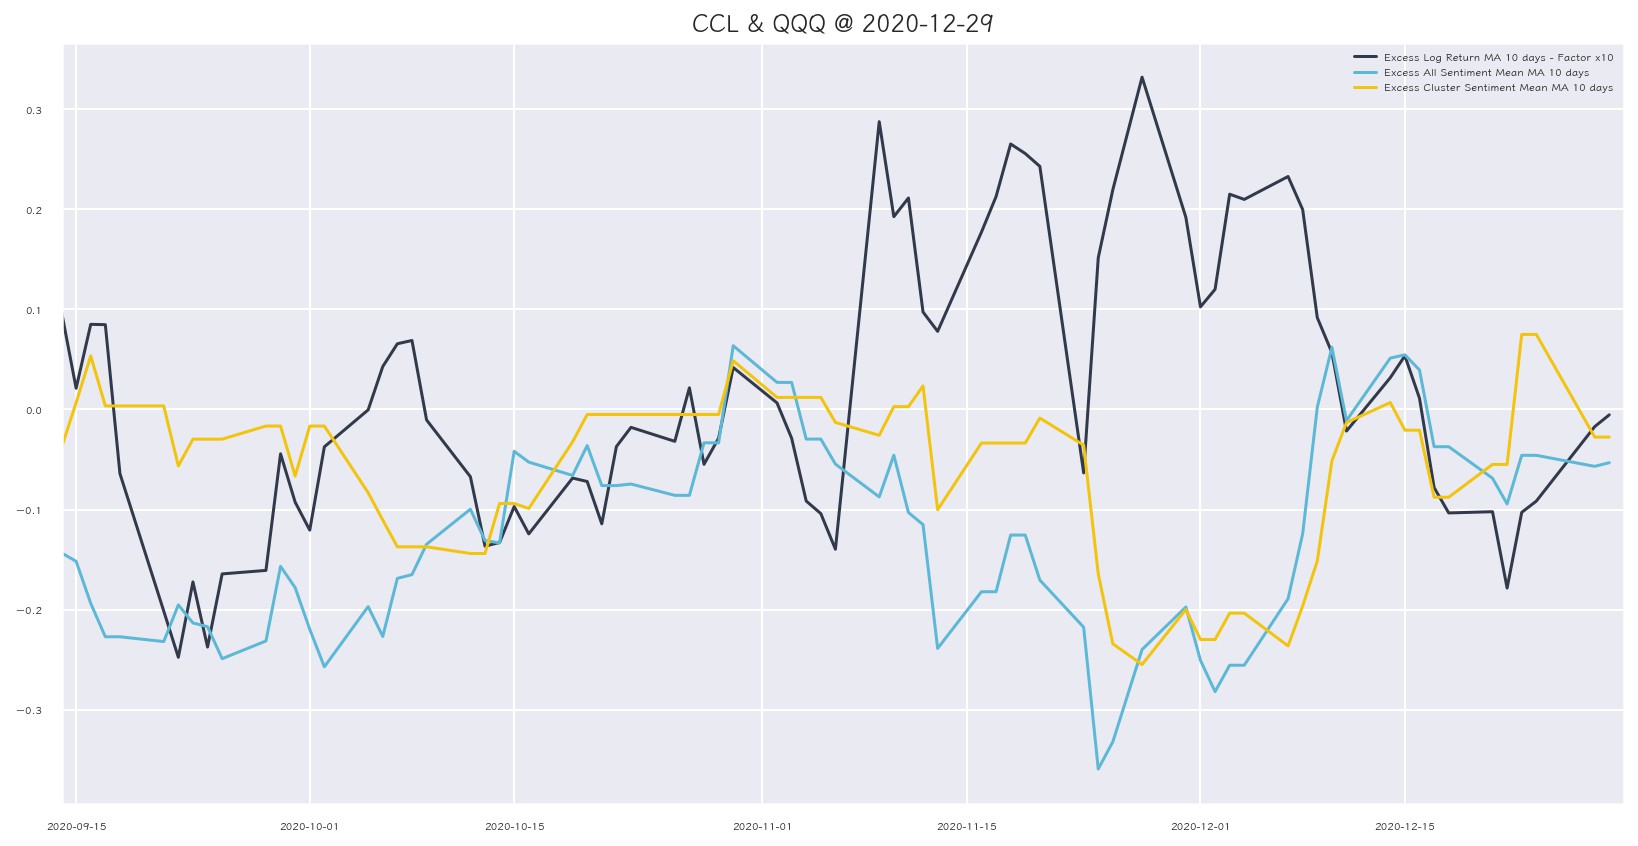 CCL & QQQ @ 2020-12-29
Excess Log Return MA 10 days - Factor x10
Excess All Sentiment Mean MA 10 days
Excess Cluster Sentiment Mean MA 10 days
0.3
0.2
0.1
0.0
−0.1
−0.2
−0.3
2020-09-15 2020-10-01 2020-10-15 2020-11-01 2020-11-15 2020-12-01 2020-12-15